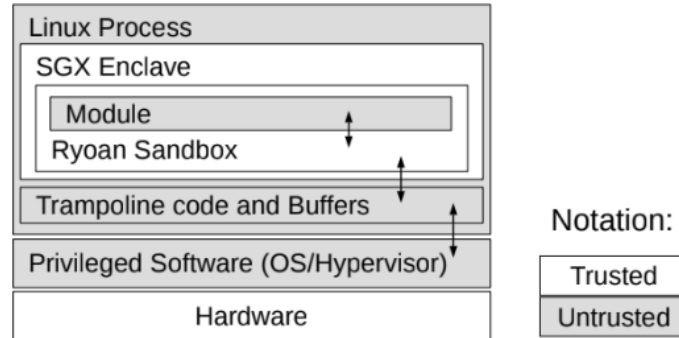 Linux Process
SGX Enclave
Module
Ryoan Sandbox
Trampoline code and Buffers
Privileged Software (OS/Hypervisor)
Hardware
Notation:
Trusted
Untrusted